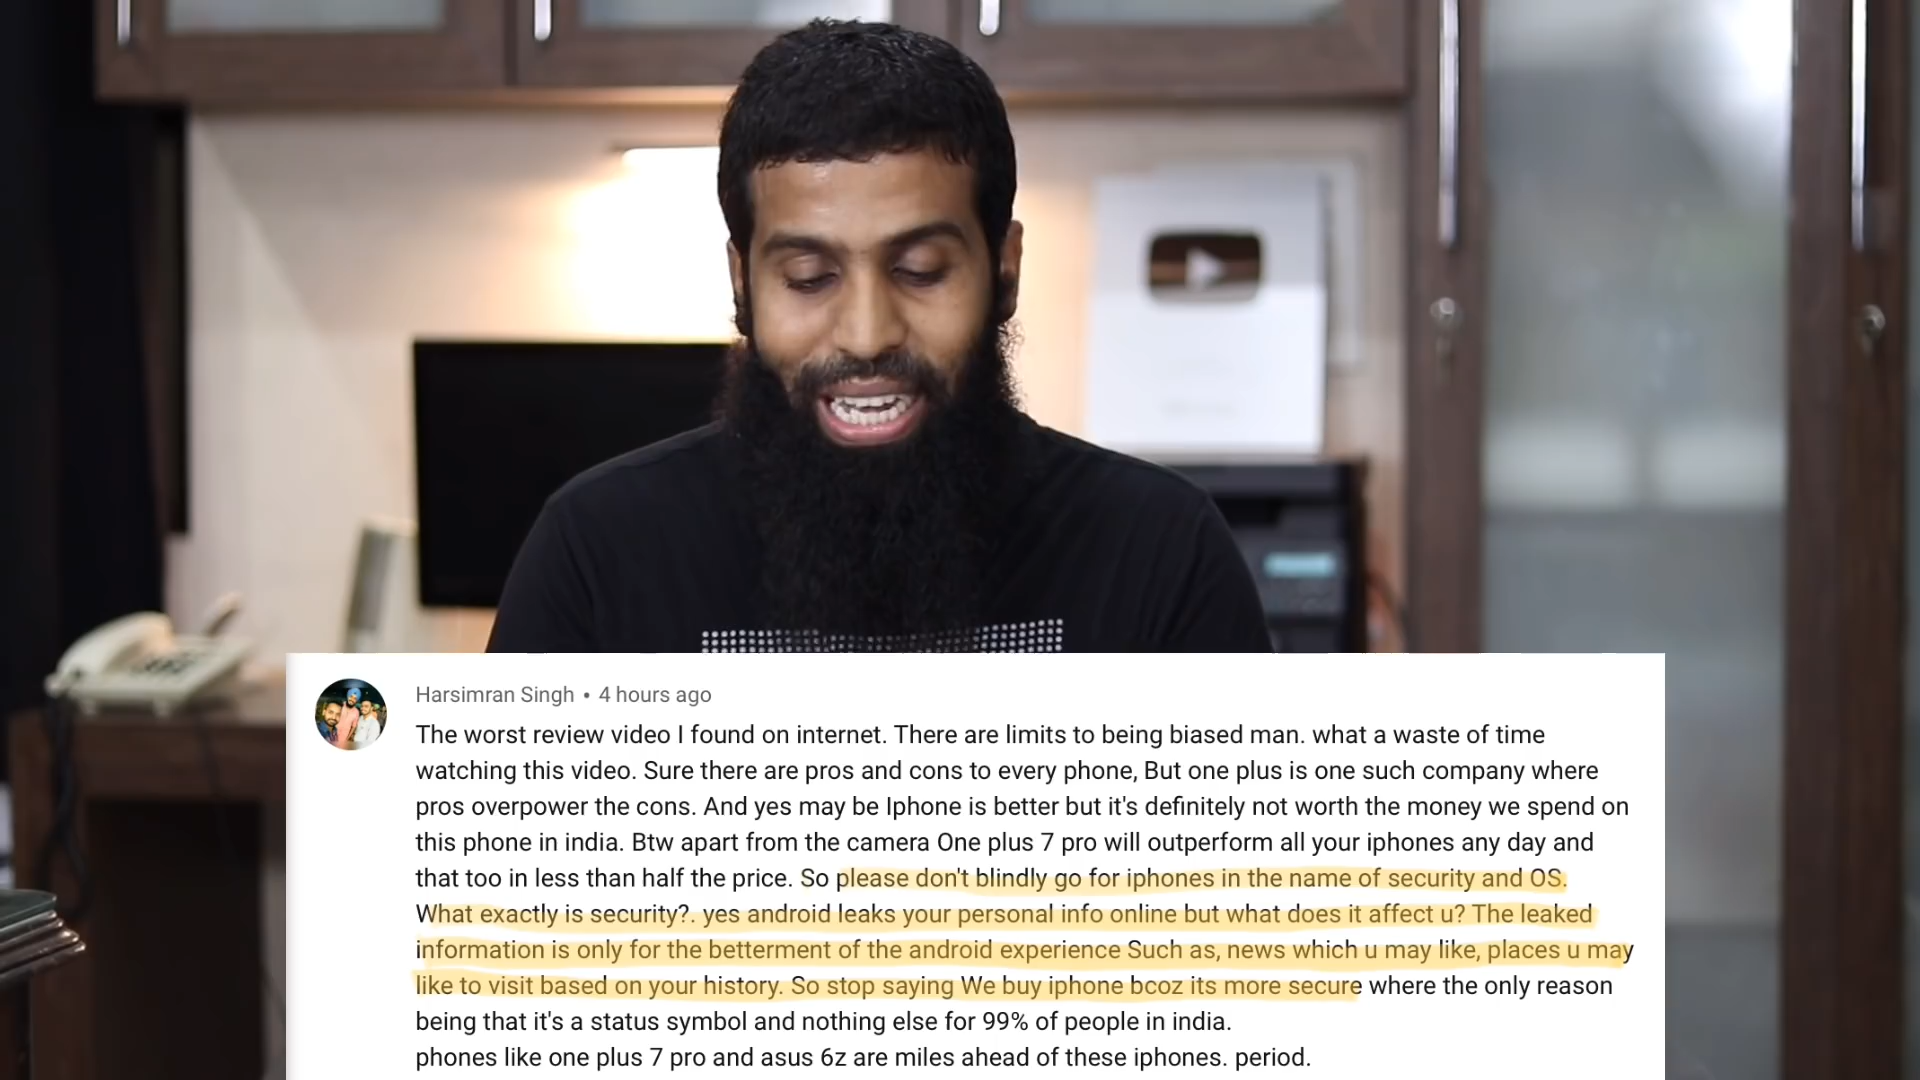 Harsimran Singh • 4 hours ago
The worst review video I found on internet. There are limits to being biased man. what a waste of time
watching this video. Sure there are pros and cons to every phone, But one plus is one such company where
pros overpower the cons. And yes may be Iphone is better but it's definitely not worth the money we spend on
this phone in india. Btw apart from the camera One plus 7 pro will outperform all your iphones any day and
that too in less than half the price. So please don't blindly go for iphones in the name of security and OS.
What exactly is security?. yes android leaks your personal info online but what does it affect u? The leaked
information is only for the betterment of the android experience Such as, news which u may like, places u may
like to visit based on your history. So stop saying We buy iphone bcoz its more secure where the only reason
being that it's a status symbol and nothing else for 99% of people in india.
phones like one plus 7 pro and asus 6z are miles ahead of these iphones. period.